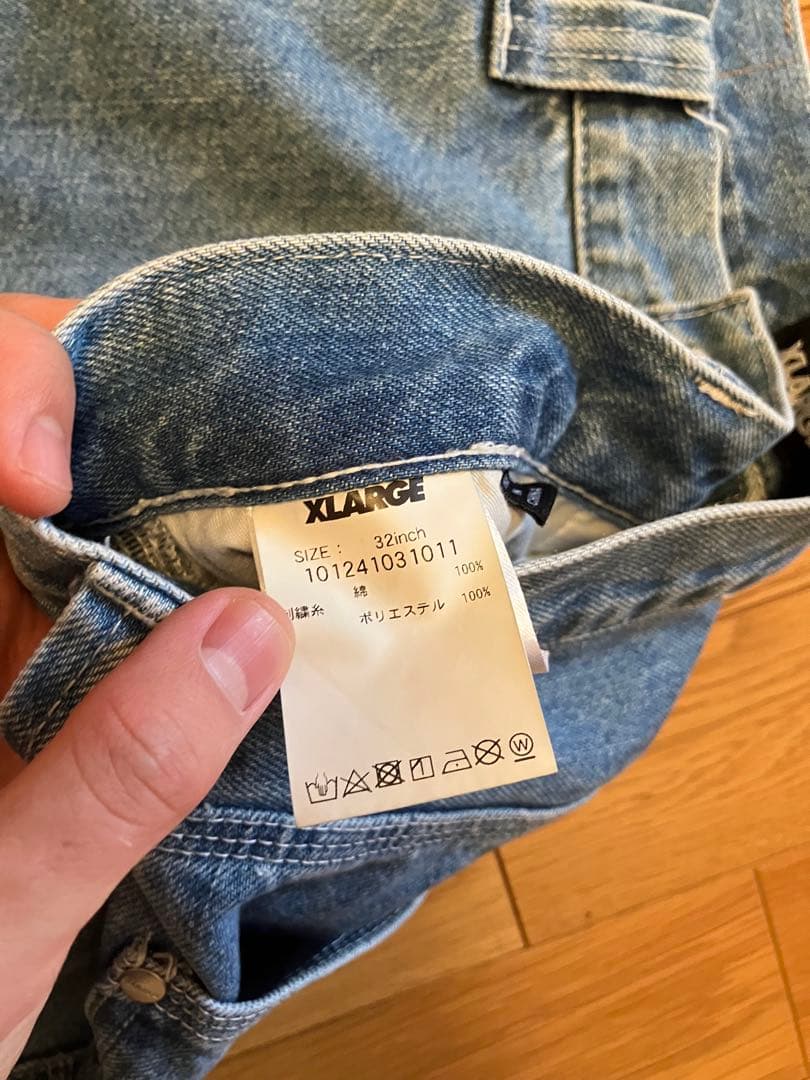 XLARGE
SIZE : 32inch
101241031011
綿 100%
刺繍糸 ポリエステル 100%
W